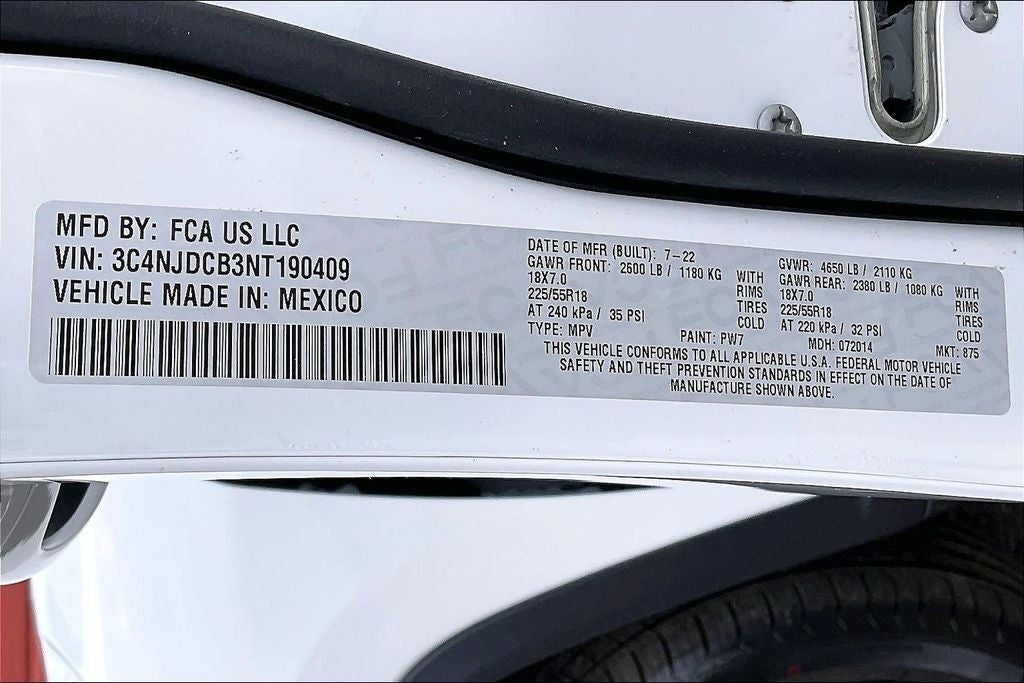 MFD BY: FCA US LLC
VIN: 3C4NJDCB3NT190409
VEHICLE MADE IN: MEXICO
DATE OF MFR (BUILT): 7-22
GAWR FRONT: 2600 LB / 1180 KG WITH
18X7.0 RIMS
225/55R18 TIRES
AT 240 kPa / 35 PSI COLD
TYPE: MPV PAINT: PW7
GVWR: 4650 LB / 2110 KG
GAWR REAR: 2380 LB / 1080 KG WITH
18X7.0 RIMS
225/55R18 TIRES
AT 220 kPa / 32 PSI COLD
MDH: 072014 MKT: 875
THIS VEHICLE CONFORMS TO ALL APPLICABLE U.S.A. FEDERAL MOTOR VEHICLE
SAFETY AND THEFT PREVENTION STANDARDS IN EFFECT ON THE DATE OF
MANUFACTURE SHOWN ABOVE.